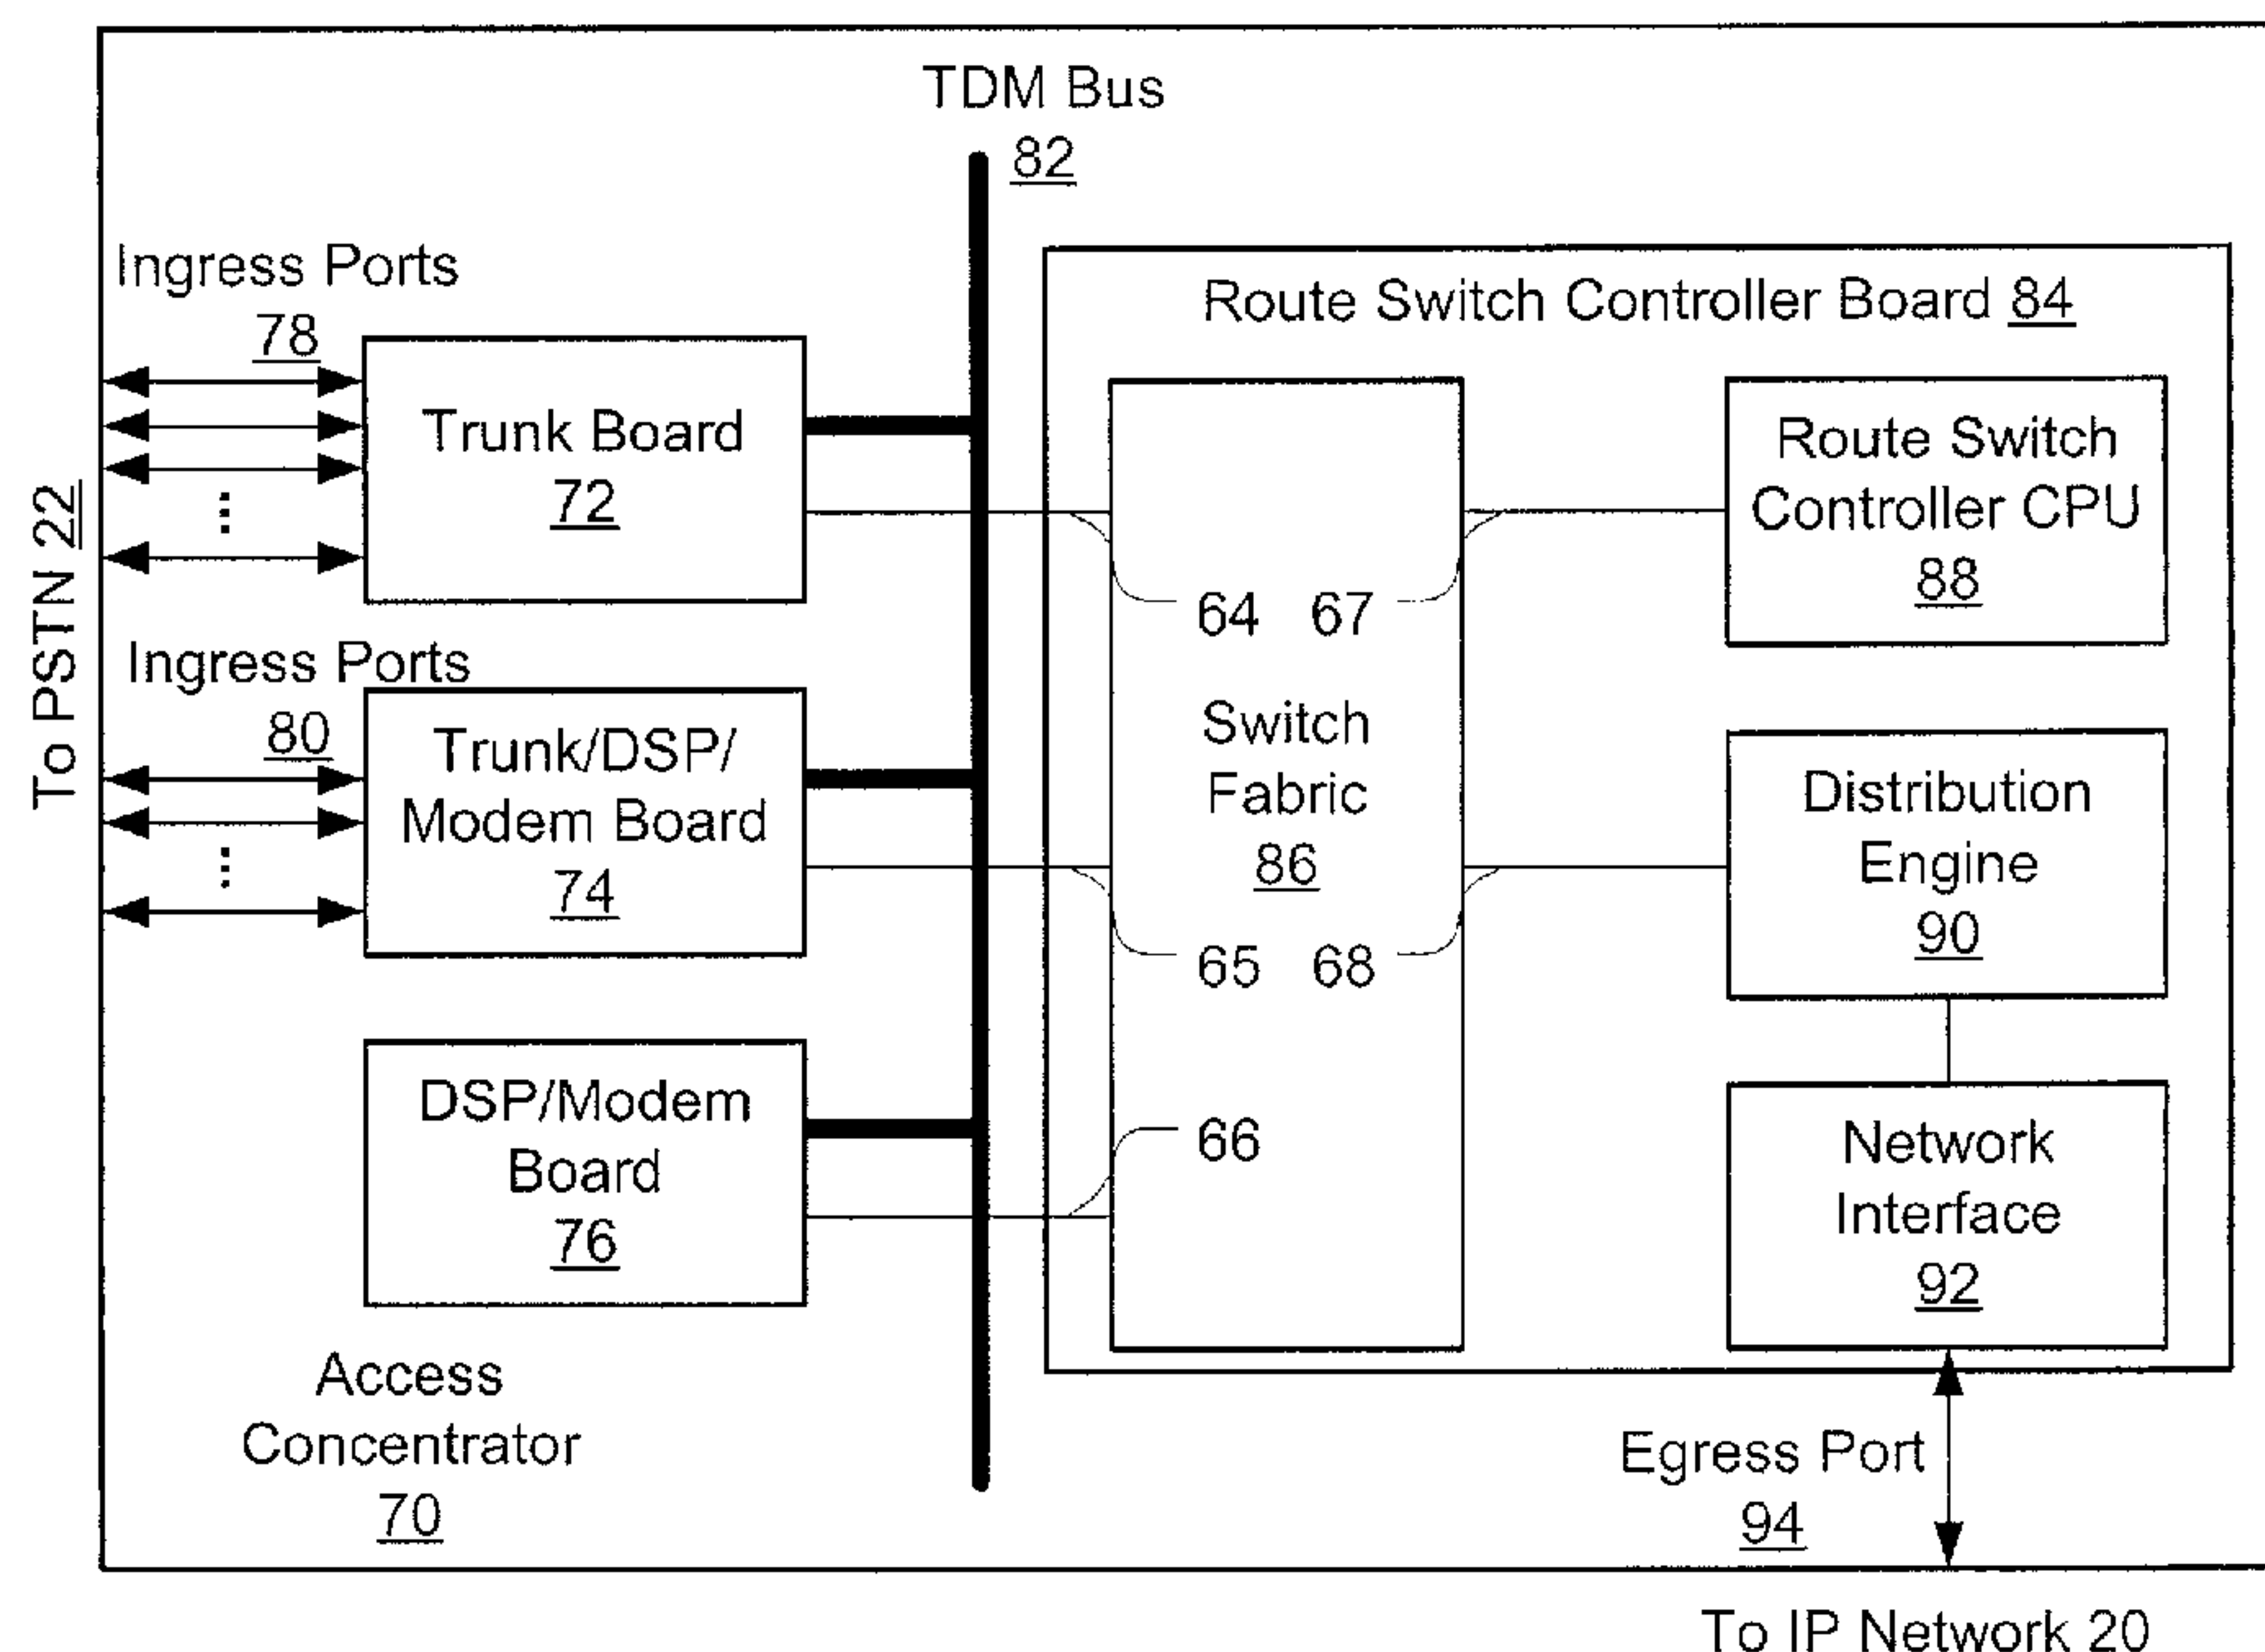 TDM Bus
82
Ingress Ports
78
Route Switch Controller Board 84
Trunk Board
72
Route Switch
Controller CPU
88
To PSTN 22
64
67
Ingress Ports
80
Trunk/DSP/
Modem Board
74
Switch
Fabric
86
Distribution
Engine
90
65
68
DSP/Modem
Board
76
66
Network
Interface
92
Access
Concentrator
70
Egress Port
94
To IP Network 20